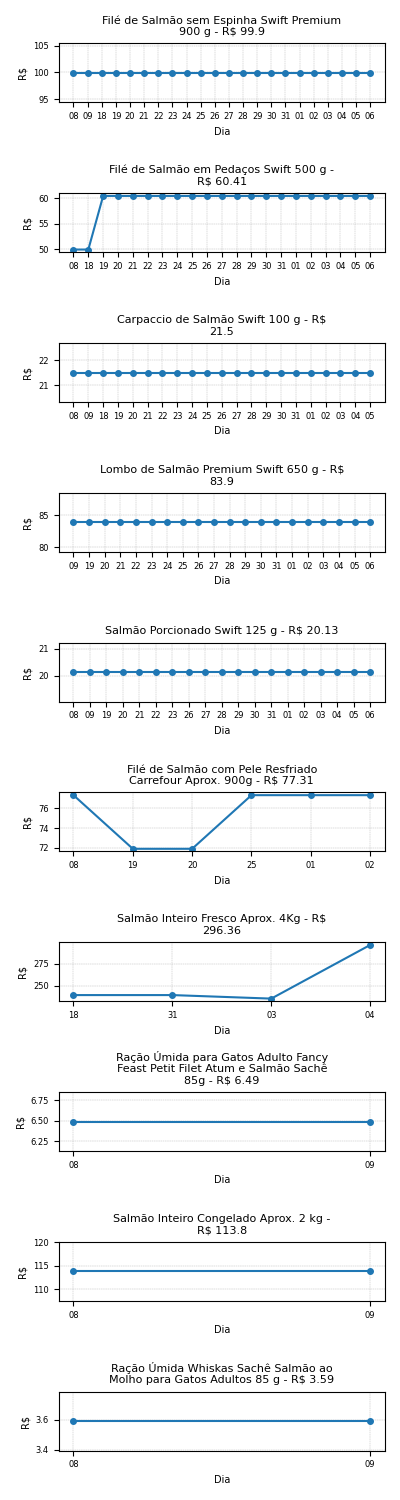 Filé de Salmão sem Espinha Swift Premium
900 g - R$ 99.9
105
100
95
R$
08 09 18 19 20 21 22 23 24 25 26 27 28 29 30 31 01 02 03 04 05 06
Dia
Filé de Salmão em Pedaços Swift 500 g -
R$ 60.41
60
55
50
R$
08 18 19 20 21 22 23 24 25 26 27 28 29 30 31 01 02 03 04 05 06
Dia
Carpaccio de Salmão Swift 100 g - R$
21.5
22
21
R$
08 09 18 19 20 21 22 23 24 25 26 27 28 29 30 31 01 02 03 04 05
Dia
Lombo de Salmão Premium Swift 650 g - R$
83.9
85
80
R$
09 19 20 21 22 23 24 25 26 27 28 29 30 31 01 02 03 04 05 06
Dia
Salmão Porcionado Swift 125 g - R$ 20.13
21
20
R$
08 09 19 20 21 22 23 26 27 28 29 30 31 01 02 03 04 05 06
Dia
Filé de Salmão com Pele Resfriado
Carrefour Aprox. 900g - R$ 77.31
76
74
72
R$
08 19 20 25 01 02
Dia
Salmão Inteiro Fresco Aprox. 4Kg - R$
296.36
275
250
R$
18 31 03 04
Dia
Ração Úmida para Gatos Adulto Fancy
Feast Petit Filet Atum e Salmão Sachê
85g - R$ 6.49
6.75
6.50
6.25
R$
08 09
Dia
Salmão Inteiro Congelado Aprox. 2 kg -
R$ 113.8
120
115
110
R$
08 09
Dia
Ração Úmida Whiskas Sachê Salmão ao
Molho para Gatos Adultos 85 g - R$ 3.59
3.6
3.4
R$
08 09
Dia